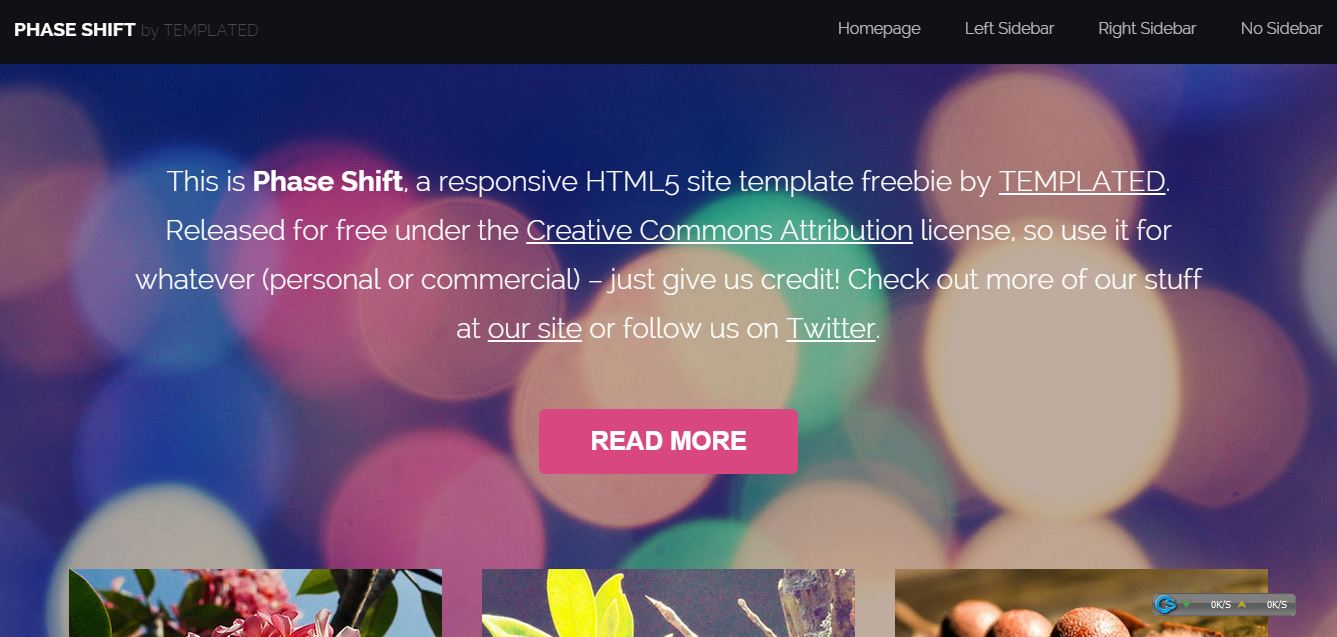 PHASE SHIFT by TEMPLATED
Homepage Left Sidebar Right Sidebar No Sidebar
This is Phase Shift, a responsive HTML5 site template freebie by TEMPLATED.
Released for free under the Creative Commons Attribution license, so use it for
whatever (personal or commercial) – just give us credit! Check out more of our stuff
at our site or follow us on Twitter.
READ MORE
0K/S 0K/S